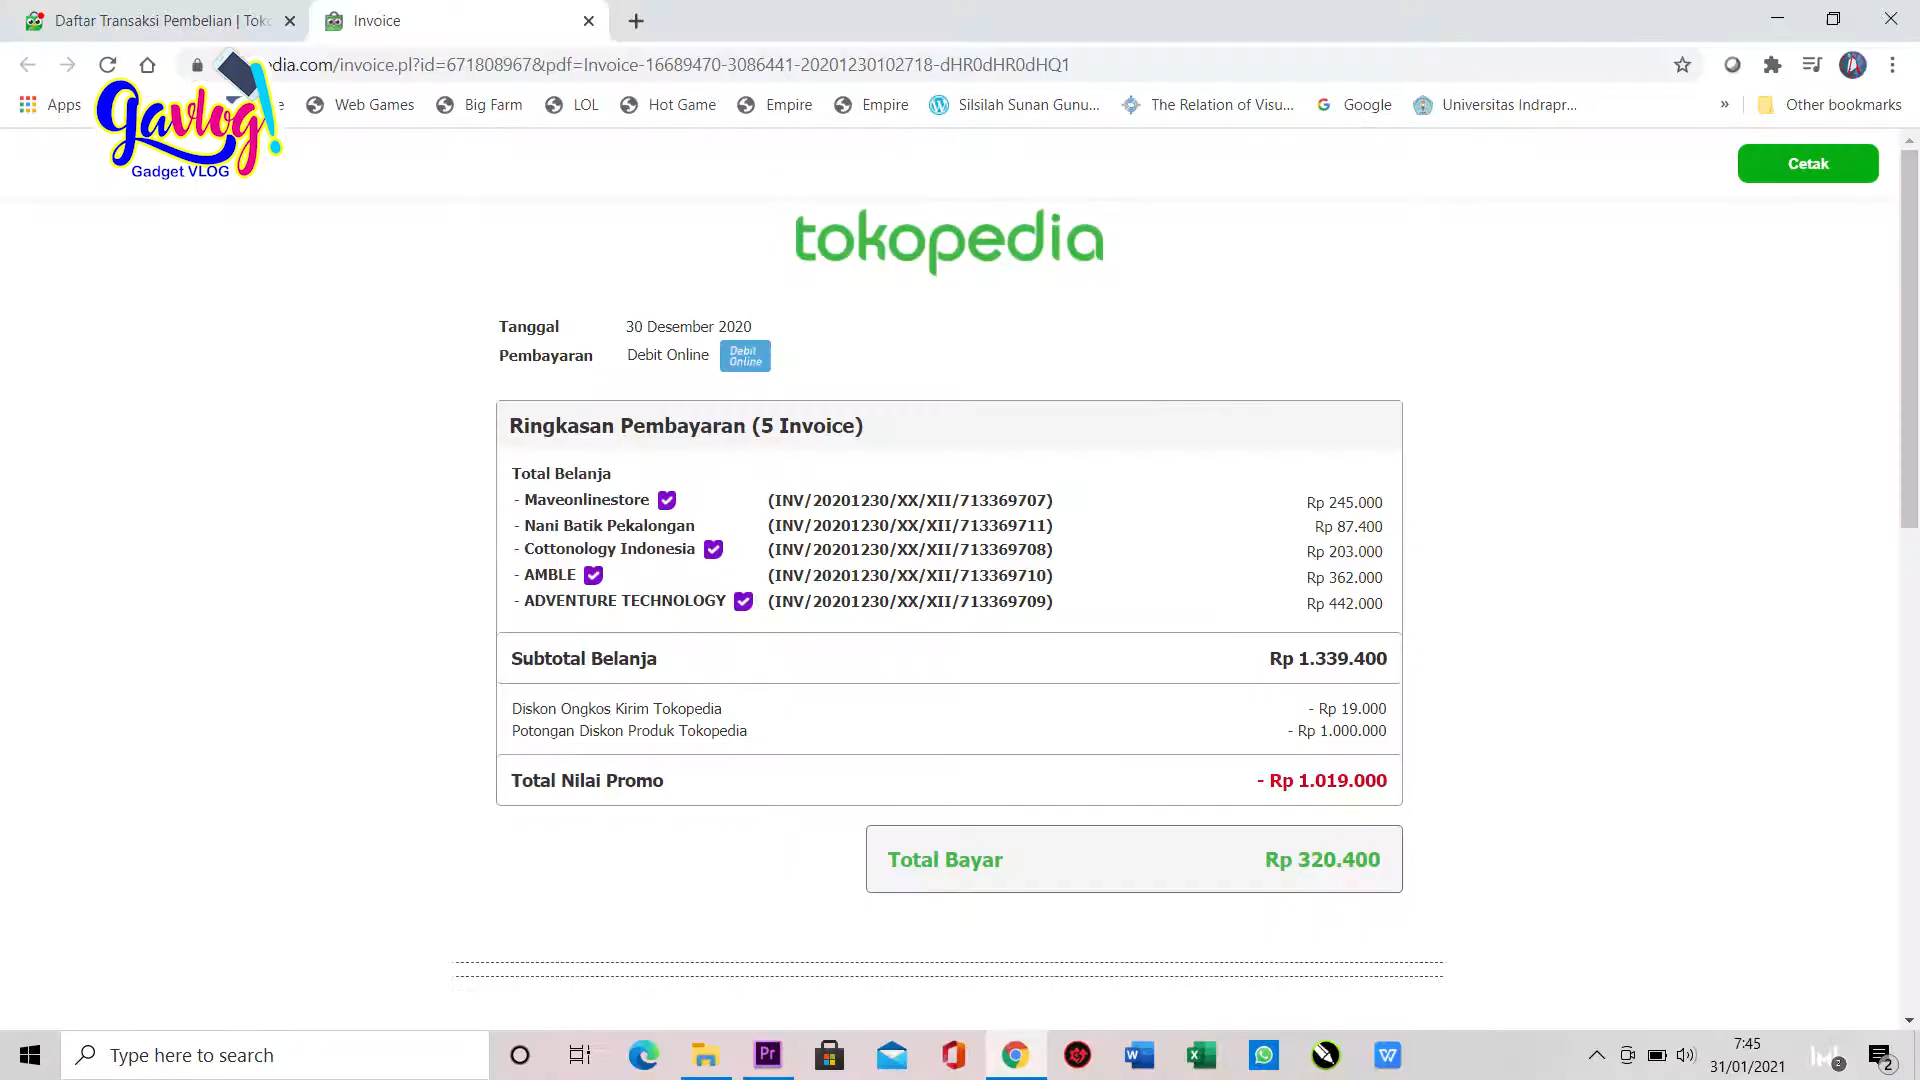 Daftar Transaksi Pembelian | Tok
Invoice
dia.com/invoice.pl?id=671808967&pdf=Invoice-16689470-3086441-20201230102718-dHR0dHR0dHQ1
Apps
Web Games
Big Farm
LOL
Hot Game
Empire
Empire
Silsilah Sunan Gunu...
The Relation of Visu...
Google
Universitas Indrapr...
»
Other bookmarks
Gavlog!
Gadget VLOG
Cetak
tokopedia
Tanggal 30 Desember 2020
Pembayaran Debit Online Debit Online
Ringkasan Pembayaran (5 Invoice)
Total Belanja
- Maveonlinestore (INV/20201230/XX/XII/713369707) Rp 245.000
- Nani Batik Pekalongan (INV/20201230/XX/XII/713369711) Rp 87.400
- Cottonology Indonesia (INV/20201230/XX/XII/713369708) Rp 203.000
- AMBLE (INV/20201230/XX/XII/713369710) Rp 362.000
- ADVENTURE TECHNOLOGY (INV/20201230/XX/XII/713369709) Rp 442.000
Subtotal Belanja Rp 1.339.400
Diskon Ongkos Kirim Tokopedia - Rp 19.000
Potongan Diskon Produk Tokopedia - Rp 1.000.000
Total Nilai Promo - Rp 1.019.000
Total Bayar Rp 320.400
Type here to search
Pr
W
7:45
31/01/2021
2
2